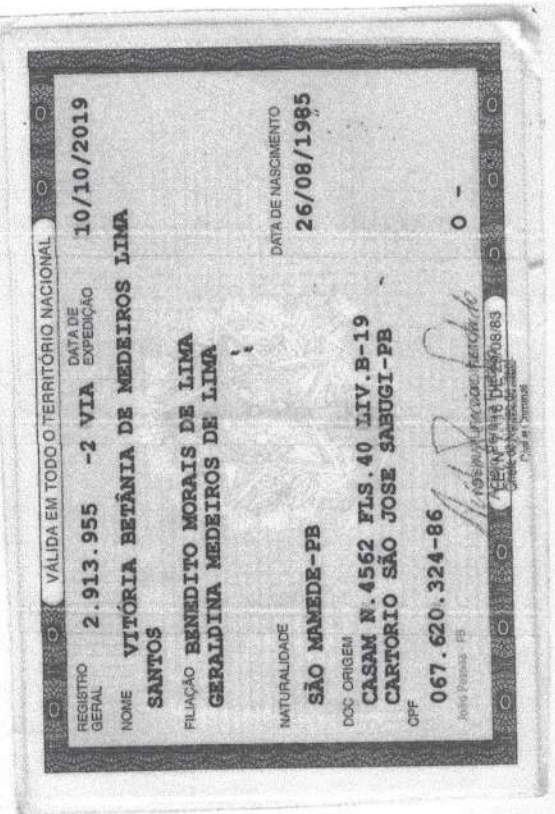 VÁLIDA EM TODO O TERRITÓRIO NACIONAL
REGISTRO GERAL 2.913.955 -2 VIA DATA DE EXPEDIÇÃO 10/10/2019
NOME VITÓRIA BETÂNIA DE MEDEIROS LIMA
SANTOS
FILIAÇÃO BENEDITO MORAIS DE LIMA
GERALDINA MEDEIROS DE LIMA
NATURALIDADE DATA DE NASCIMENTO
SÃO MAMEDE-PB 26/08/1985
DOC ORIGEM
CASAM N.4562 FLS.40 LIV.B-19
CARTORIO SÃO JOSE SABUGI-PB
CPF
067.620.324-86 O -
João Pessoa - PB
LEI Nº 7.116 DE 29/08/83
Civil e Criminal